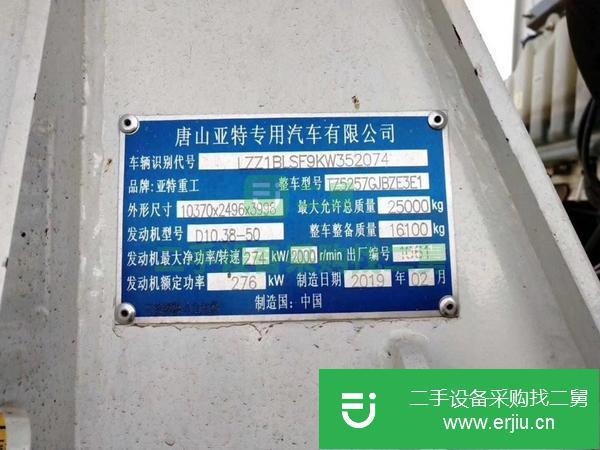 唐山亚特专用汽车有限公司
车辆识别代号 LZZ1BLSF9KW352074
品牌:亚特重工 整车型号 TZ5257GJBZE3E1
外形尺寸 10370x2496x3998 最大允许总质量 25000 kg
发动机型号 D10.38-50 整车整备质量 16100 kg
发动机最大净功率/转速 274 kW/ 2000 r/min 出厂编号 1551
发动机额定功率 276 kW 制造日期 2019 年 02 月
制造国:中国
二手设备采购找二舅
www.erjiu.cn